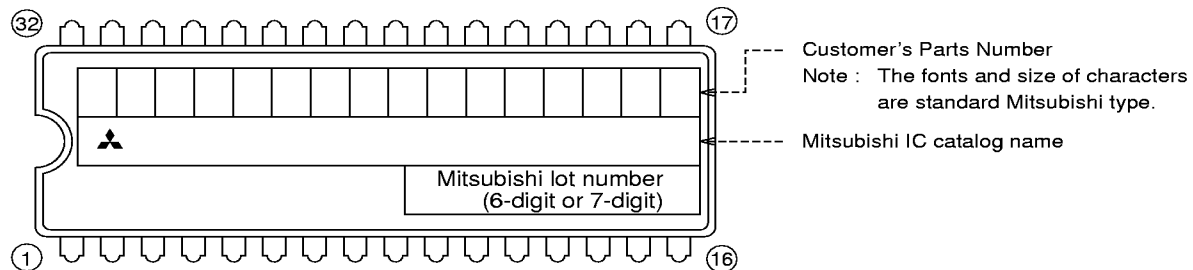 32
17
Customer's Parts Number
Note : The fonts and size of characters
are standard Mitsubishi type.
Mitsubishi IC catalog name
Mitsubishi lot number
(6-digit or 7-digit)
1
16